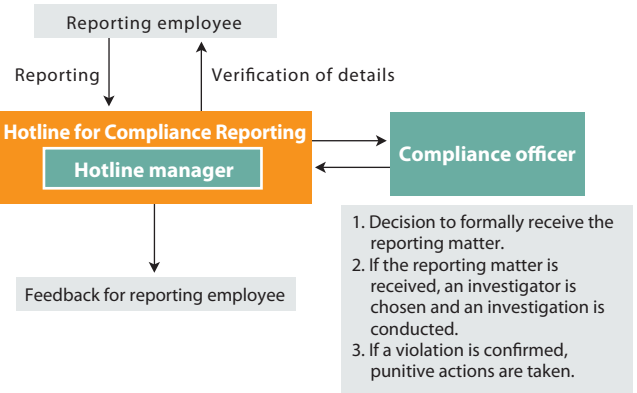 Reporting employee
Reporting
Verification of details
Hotline for Compliance Reporting
Hotline manager
Compliance officer
1. Decision to formally receive the
reporting matter.
2. If the reporting matter is
received, an investigator is
chosen and an investigation is
conducted.
3. If a violation is confirmed,
punitive actions are taken.
Feedback for reporting employee